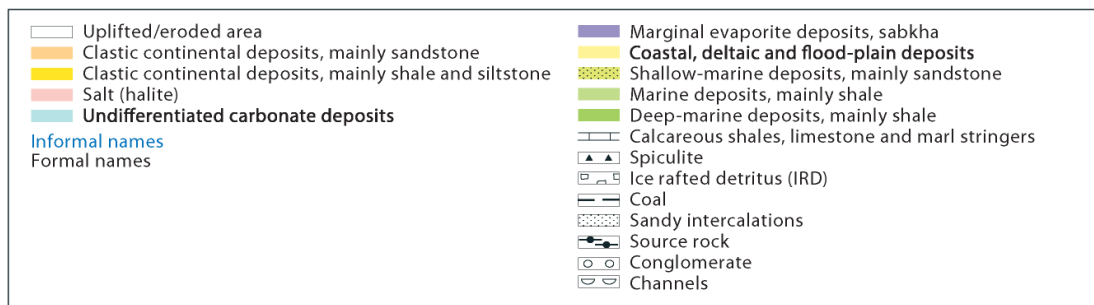 Uplifted/eroded area
Clastic continental deposits, mainly sandstone
Clastic continental deposits, mainly shale and siltstone
Salt (halite)
Undifferentiated carbonate deposits
Informal names
Formal names
Marginal evaporite deposits, sabkha
Coastal, deltaic and flood-plain deposits
Shallow-marine deposits, mainly sandstone
Marine deposits, mainly shale
Deep-marine deposits, mainly shale
Calcareous shales, limestone and marl stringers
Spiculite
Ice rafted detritus (IRD)
Coal
Sandy intercalations
Source rock
Conglomerate
Channels